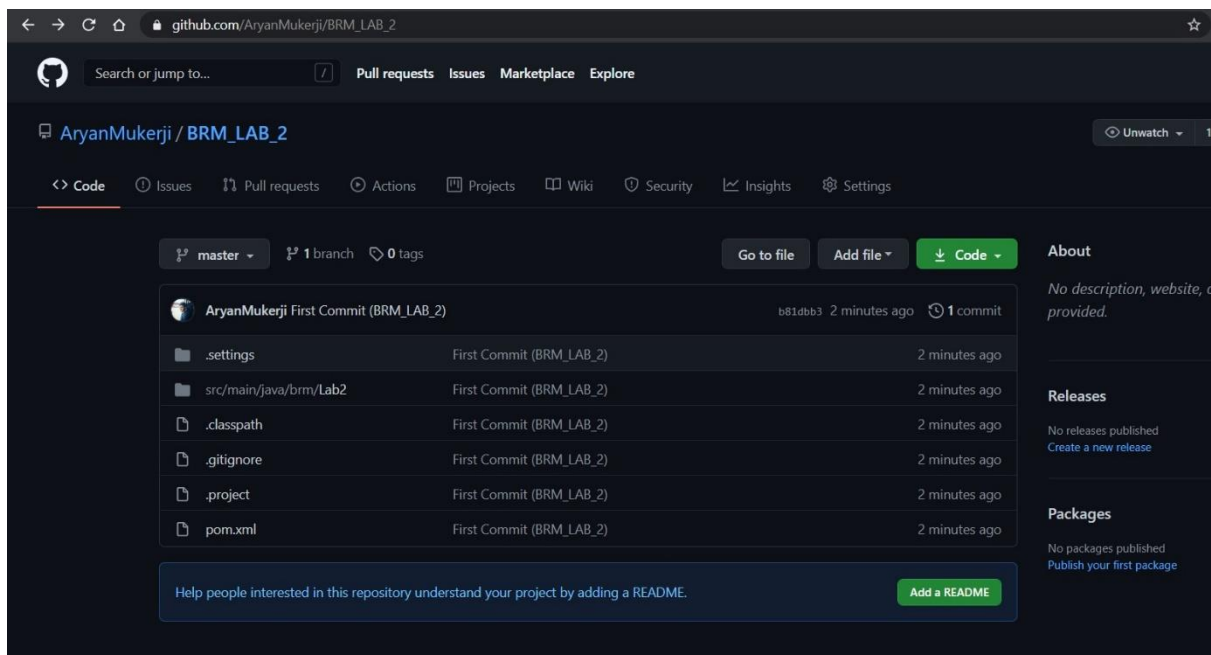 github.com/AryanMukerji/BRM_LAB_2
Search or jump to... / Pull requests Issues Marketplace Explore
AryanMukerji / BRM_LAB_2 Unwatch 1
<> Code Issues Pull requests Actions Projects Wiki Security Insights Settings
master 1 branch 0 tags Go to file Add file Code About
No description, website,
provided.
AryanMukerji First Commit (BRM_LAB_2) b81dbb3 2 minutes ago 1 commit
.settings First Commit (BRM_LAB_2) 2 minutes ago
src/main/java/brm/Lab2 First Commit (BRM_LAB_2) 2 minutes ago
Releases
.classpath First Commit (BRM_LAB_2) 2 minutes ago
No releases published
Create a new release
.gitignore First Commit (BRM_LAB_2) 2 minutes ago
.project First Commit (BRM_LAB_2) 2 minutes ago
Packages
pom.xml First Commit (BRM_LAB_2) 2 minutes ago
No packages published
Publish your first package
Help people interested in this repository understand your project by adding a README. Add a README